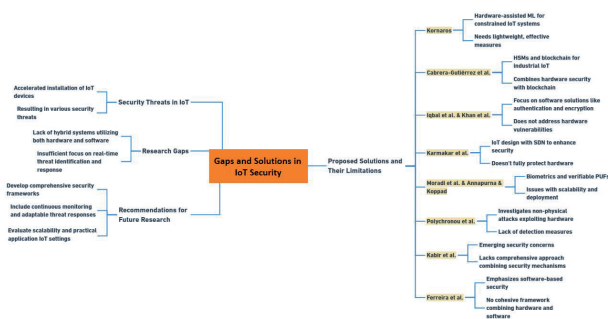 Gaps and Solutions in
IoT Security
Security Threats in IoT
Accelerated installation of IoT
devices
Resulting in various security
threats
Research Gaps
Lack of hybrid systems utilizing
both hardware and software
Insufficient focus on real-time
threat identification and
response
Recommendations for
Future Research
Develop comprehensive security
frameworks
Include continuous monitoring
and adaptable threat responses
Evaluate scalability and practical
application IoT settings
Proposed Solutions and
Their Limitations
Kornaros
Hardware-assisted ML for
constrained IoT systems
Needs lightweight, effective
measures
Cabrera-Gutiérrez et al.
HSMs and blockchain for
industrial IoT
Combines hardware security
with blockchain
Iqbal et al. & Khan et al.
Focus on software solutions like
authentication and encryption
Does not address hardware
vulnerabilities
Karmakar et al.
IoT design with SDN to enhance
security
Doesn't fully protect hardware
Moradi et al. & Annapurna &
Koppad
Biometrics and verifiable PUFs
Issues with scalability and
deployment
Polychronou et al.
Investigates non-physical
attacks exploiting hardware
Lack of detection measures
Kabir et al.
Emerging security concerns
Lacks comprehensive approach
combining security mechanisms
Ferreira et al.
Emphasizes software-based
security
No cohesive framework
combining hardware and
software